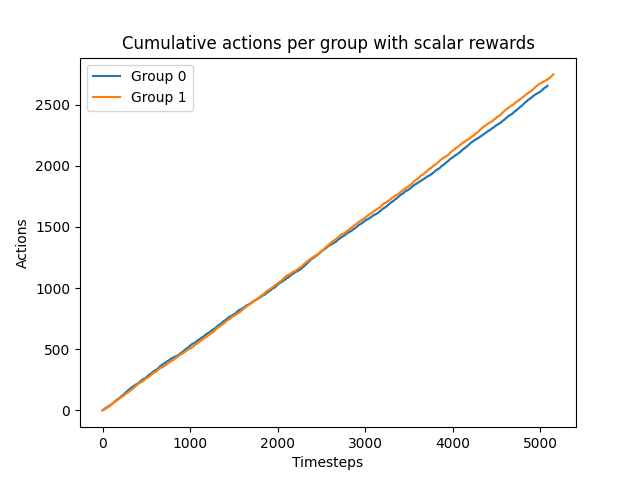 Cumulative actions per group with scalar rewards
Group 0
Group 1
Actions
2500
2000
1500
1000
500
0
0 1000 2000 3000 4000 5000
Timesteps